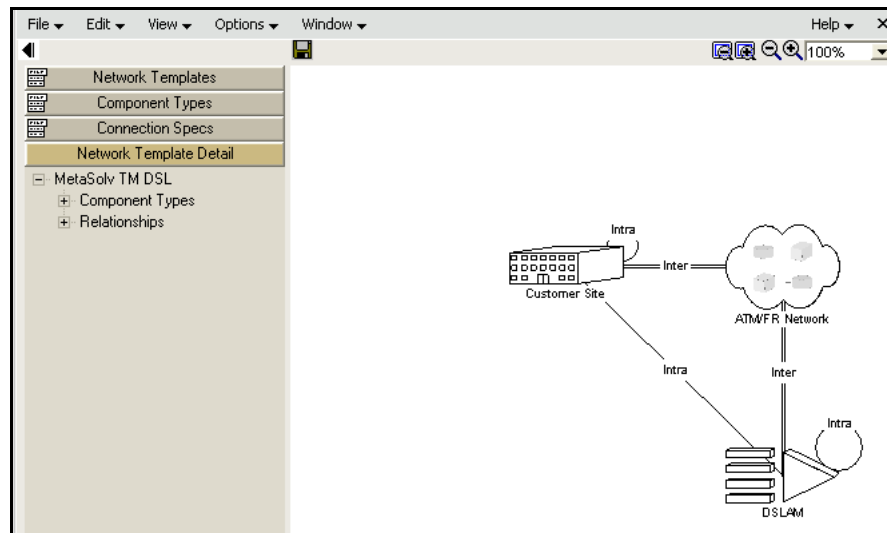 File Edit View Options Window Help X
100%
Network Templates
Component Types
Connection Specs
Network Template Detail
MetaSolv TM DSL
Component Types
Relationships
Intra
Inter
Customer Site
ATM/FR Network
Intra
Inter
Intra
DSLAM